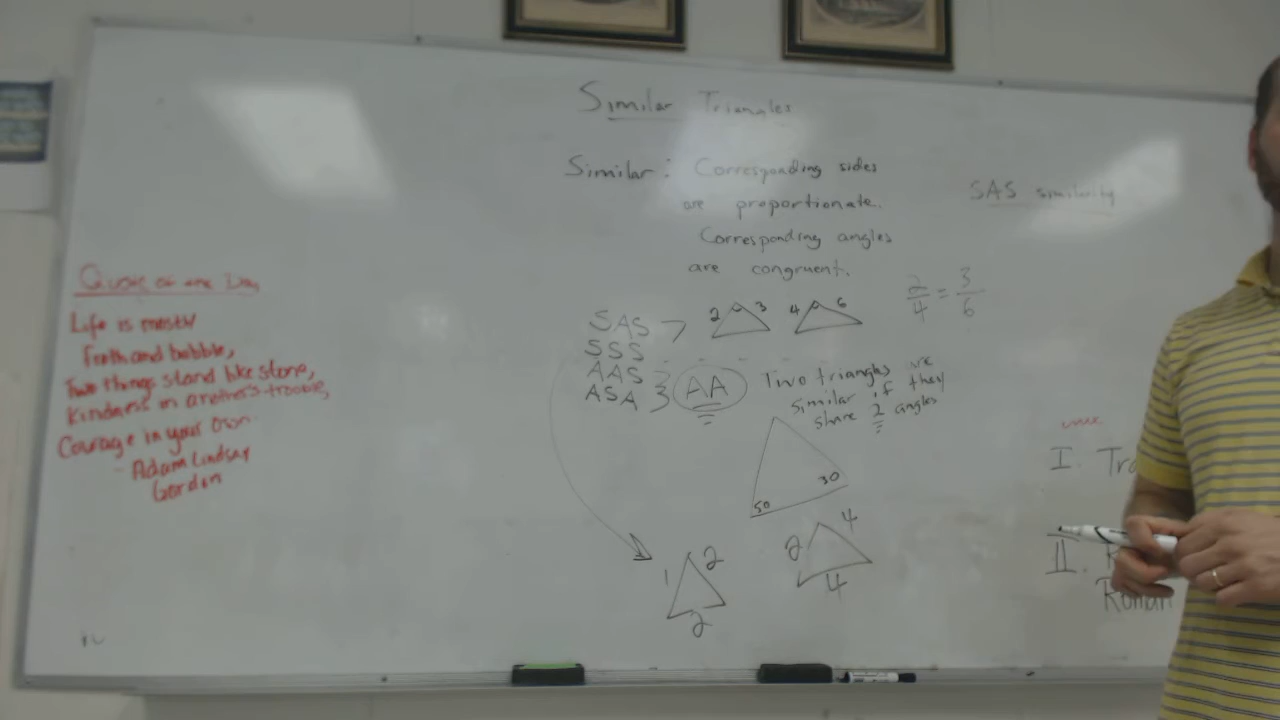 Similar Triangles
Similar: Corresponding sides
are proportionate.
Corresponding angles
are congruent.
SAS similarity
2/4 = 3/6
SAS
SSS
AAS
ASA
2 3
4 6
AA
Two triangles are
similar if they
share 2 angles
50 30
1 2 2
2 4 4
Quote of the Day
Life is mostly
Froth and bubble,
Two things stand like stone,
Kindness in another's trouble,
Courage in your own
- Adam Lindsay
Gordon
I. Tra
II. R
Roman